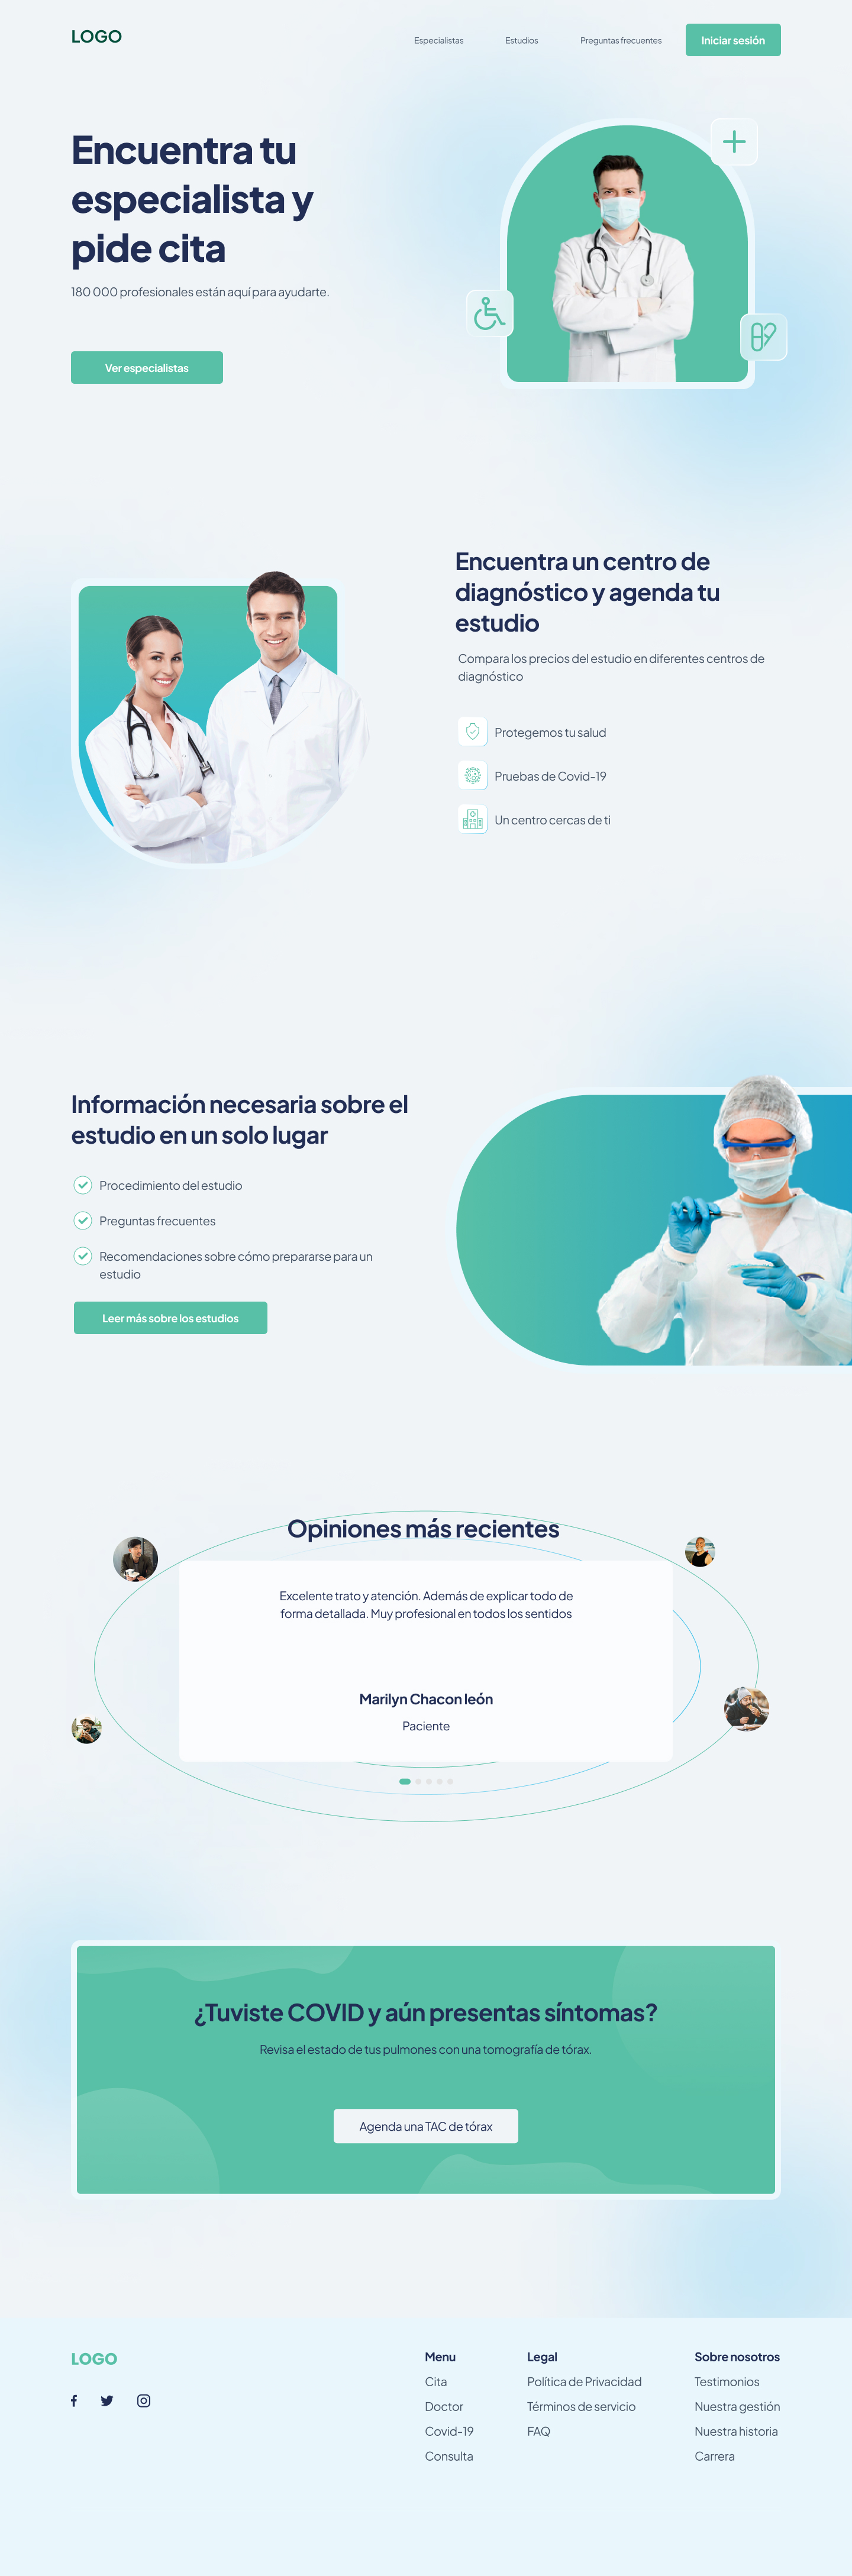 LOGO
Especialistas
Estudios
Preguntas frecuentes
Iniciar sesión
Encuentra tu
especialista y
pide cita
180 000 profesionales están aquí para ayudarte.
Ver especialistas
Encuentra un centro de
diagnóstico y agenda tu
estudio
Compara los precios del estudio en diferentes centros de
diagnóstico
Protegemos tu salud
Pruebas de Covid-19
Un centro cercas de ti
Información necesaria sobre el
estudio en un solo lugar
Procedimiento del estudio
Preguntas frecuentes
Recomendaciones sobre cómo prepararse para un
estudio
Leer más sobre los estudios
Opiniones más recientes
Excelente trato y atención. Además de explicar todo de
forma detallada. Muy profesional en todos los sentidos
Marilyn Chacon león
Paciente
¿Tuviste COVID y aún presentas síntomas?
Revisa el estado de tus pulmones con una tomografía de tórax.
Agenda una TAC de tórax
LOGO
Menu
Cita
Doctor
Covid-19
Consulta
Legal
Política de Privacidad
Términos de servicio
FAQ
Sobre nosotros
Testimonios
Nuestra gestión
Nuestra historia
Carrera